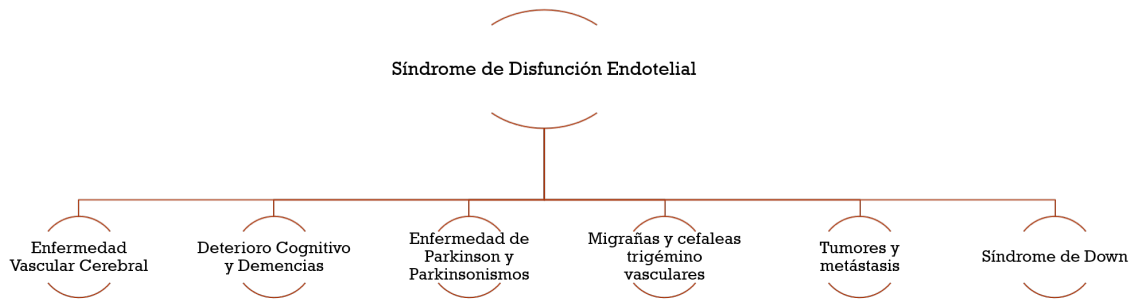 Síndrome de Disfunción Endotelial
Enfermedad
Vascular Cerebral
Deterioro Cognitivo
y Demencias
Enfermedad de
Parkinson y
Parkinsonismos
Migrañas y cefaleas
trigémino
vasculares
Tumores y
metástasis
Síndrome de Down